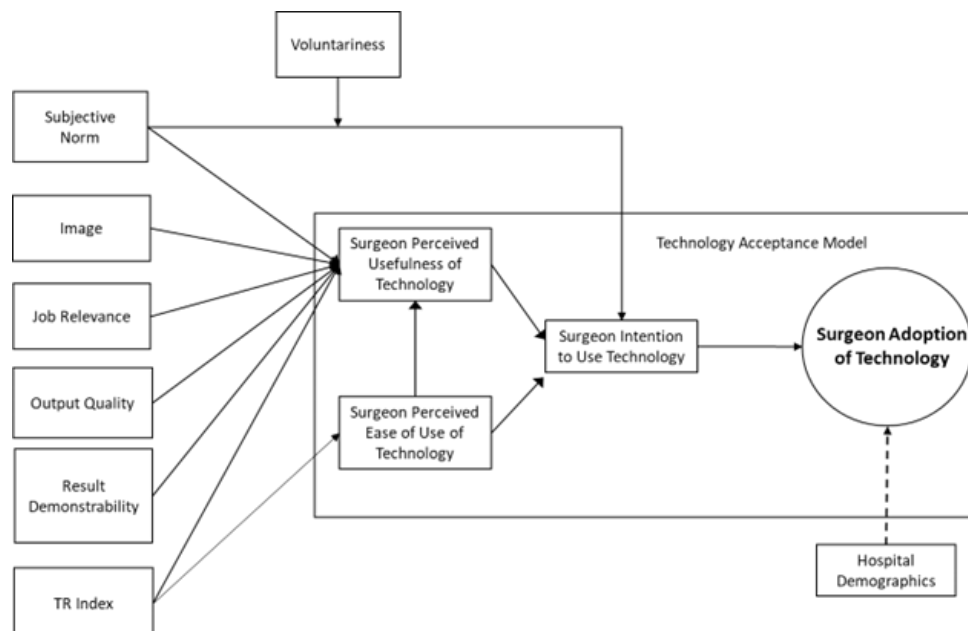 Voluntariness
Subjective
Norm
Image
Surgeon Perceived
Usefulness of
Technology
Technology Acceptance Model
Job Relevance
Surgeon Intention
to Use Technology
Surgeon Adoption
of Technology
Output Quality
Surgeon Perceived
Ease of Use of
Technology
Result
Demonstrability
Hospital
Demographics
TR Index